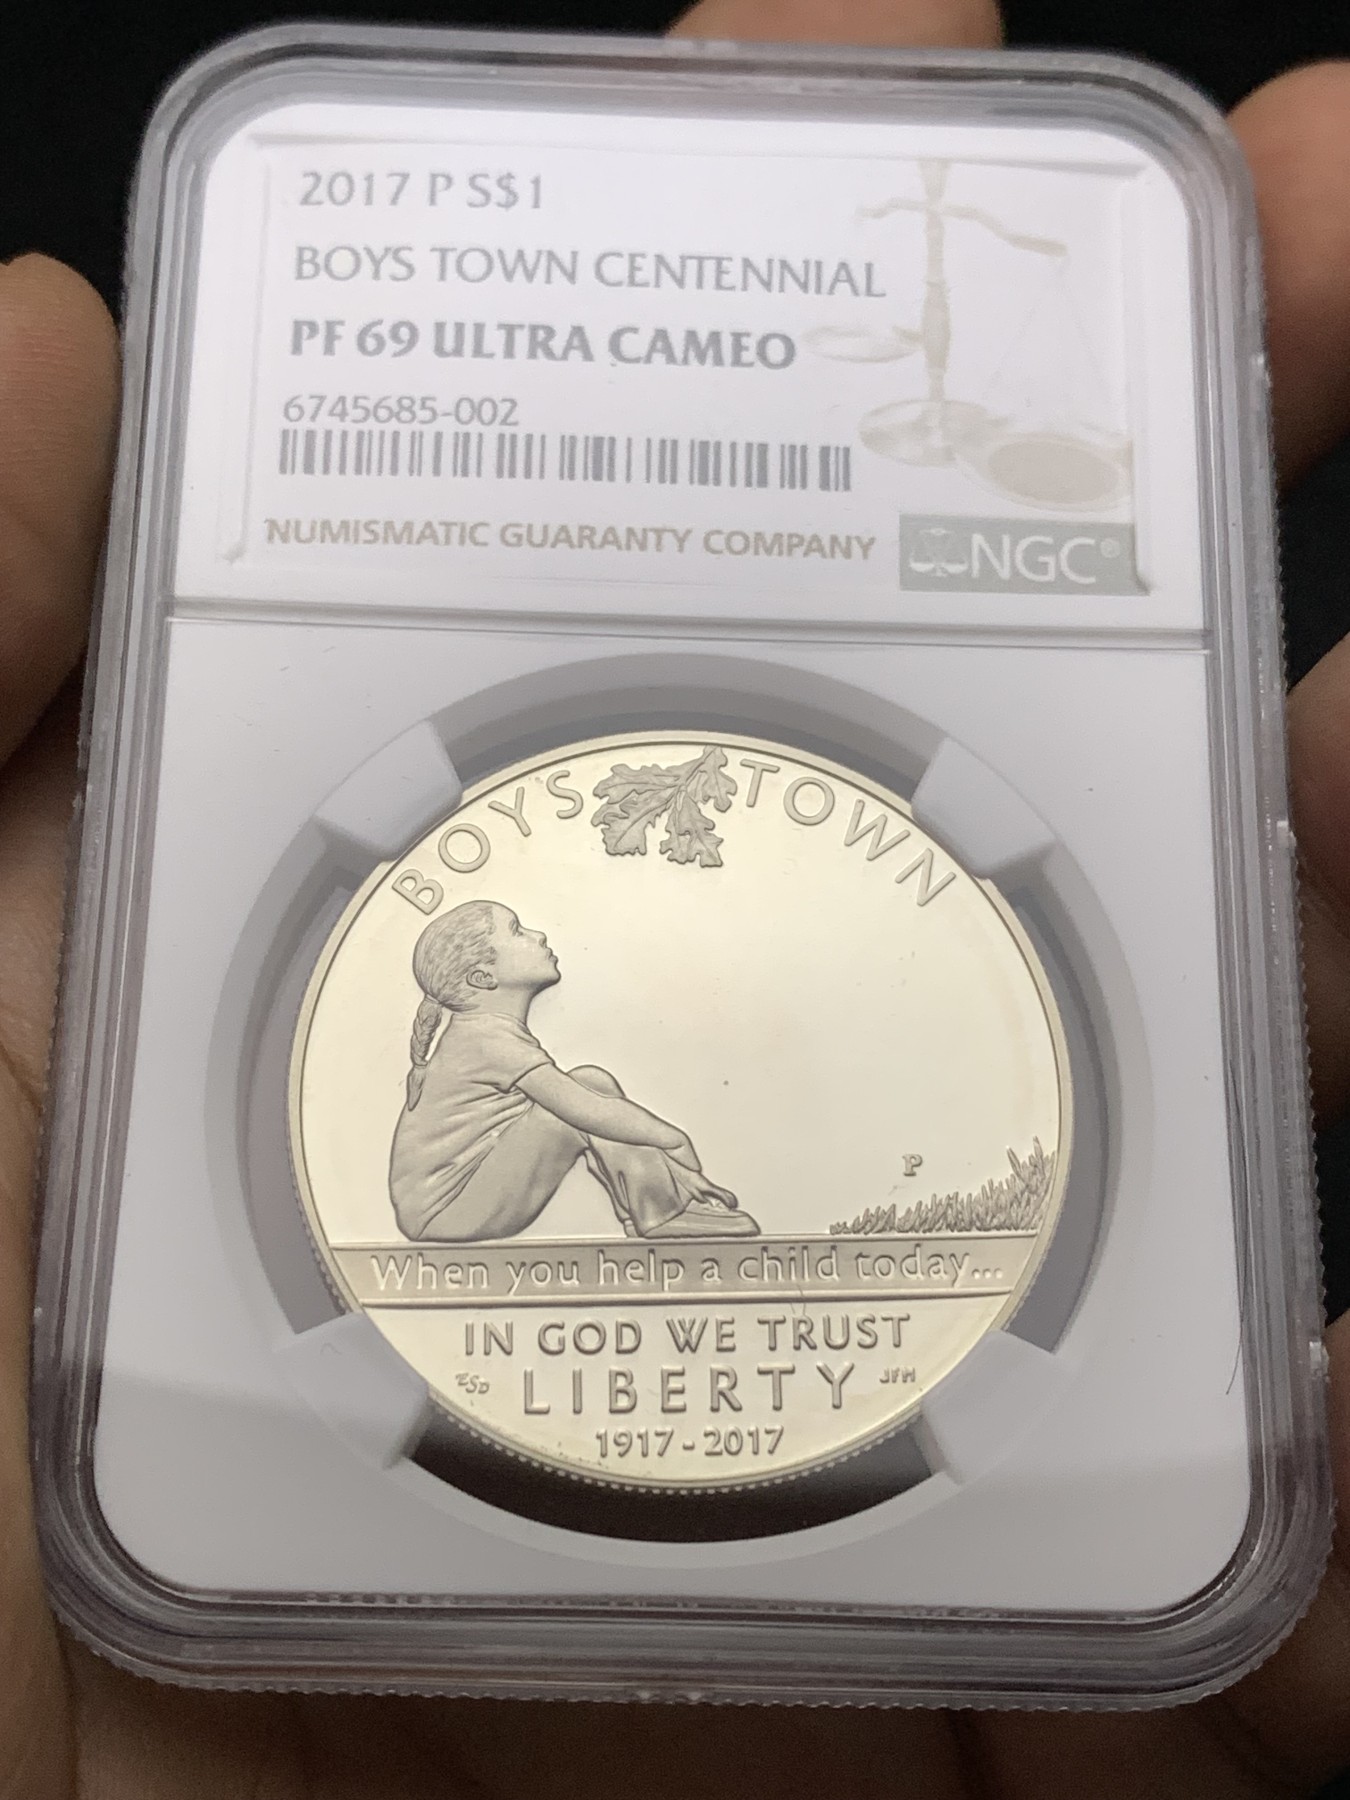 2017 P S$1
BOYS TOWN CENTENNIAL
PF 69 ULTRA CAMEO
6745685-002
NUMISMATIC GUARANTY COMPANY
NGC®
BOYS TOWN
P
When you help a child today...
IN GOD WE TRUST
ESD LIBERTY JFM
1917-2017